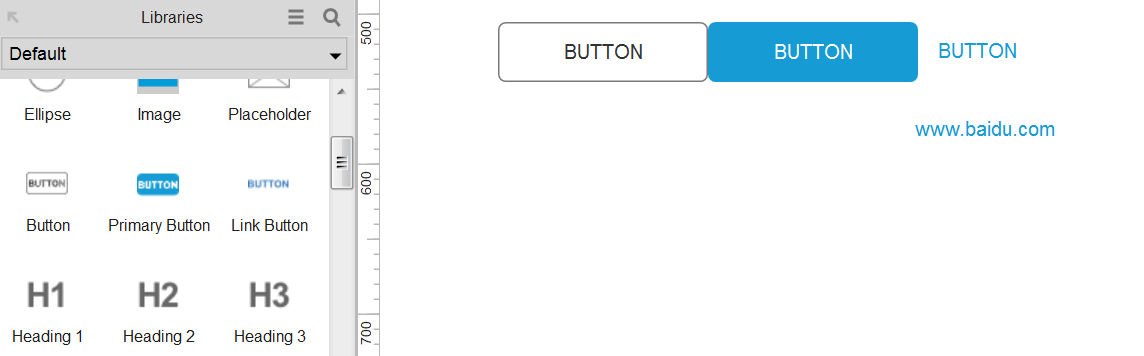 Libraries
Default
Ellipse Image Placeholder
BUTTON BUTTON BUTTON
Button Primary Button Link Button
H1 H2 H3
Heading 1 Heading 2 Heading 3
500
600
700
BUTTON BUTTON BUTTON
www.baidu.com